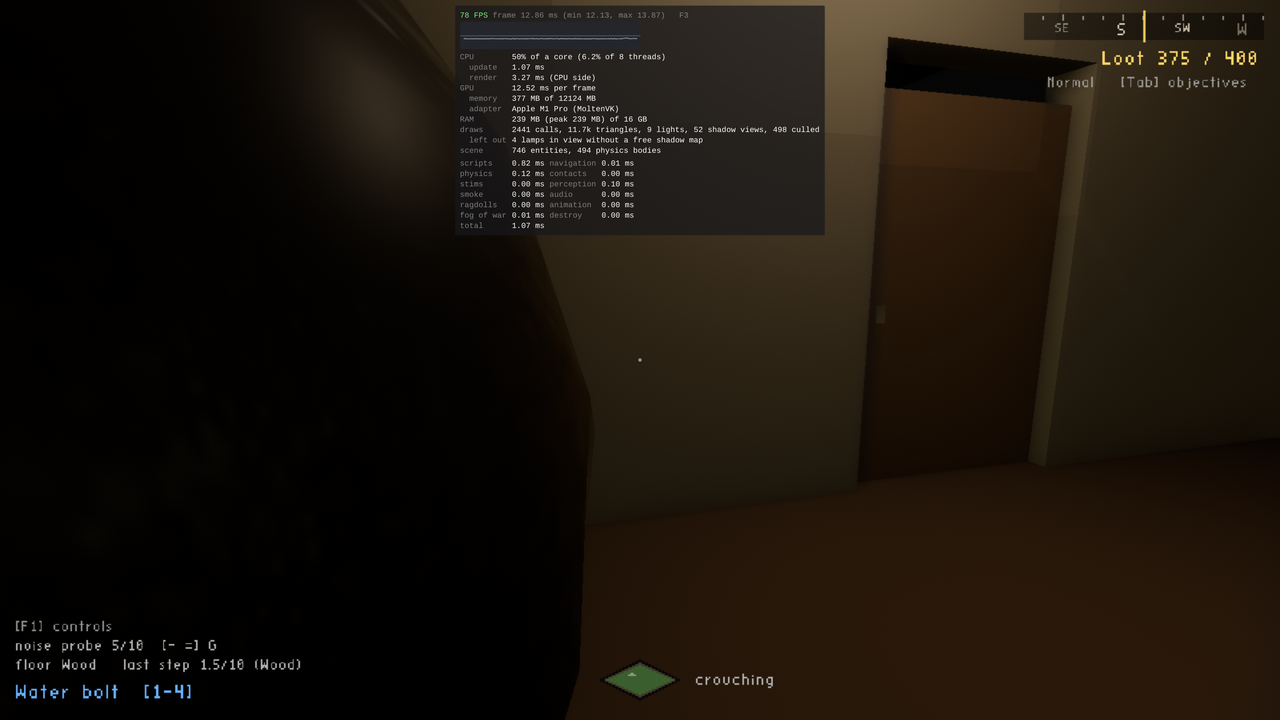 78 FPS frame 12.86 ms (min 12.13, max 13.87) F3
CPU 50% of a core (6.2% of 8 threads)
update 1.07 ms
render 3.27 ms (CPU side)
GPU 12.52 ms per frame
memory 377 MB of 12124 MB
adapter Apple M1 Pro (MoltenVK)
RAM 239 MB (peak 239 MB) of 16 GB
draws 2441 calls, 11.7k triangles, 9 lights, 52 shadow views, 498 culled
left out 4 lamps in view without a free shadow map
scene 746 entities, 494 physics bodies
scripts 0.82 ms navigation 0.01 ms
physics 0.12 ms contacts 0.00 ms
stims 0.00 ms perception 0.10 ms
smoke 0.00 ms audio 0.00 ms
ragdolls 0.00 ms animation 0.00 ms
fog of war 0.01 ms destroy 0.00 ms
total 1.07 ms
SE S SW W
Loot 375 / 400
Normal [Tab] objectives
[F1] controls
noise probe 5/10 [- =] G
floor Wood last step 1.5/10 (Wood)
Water bolt [1-4]
crouching